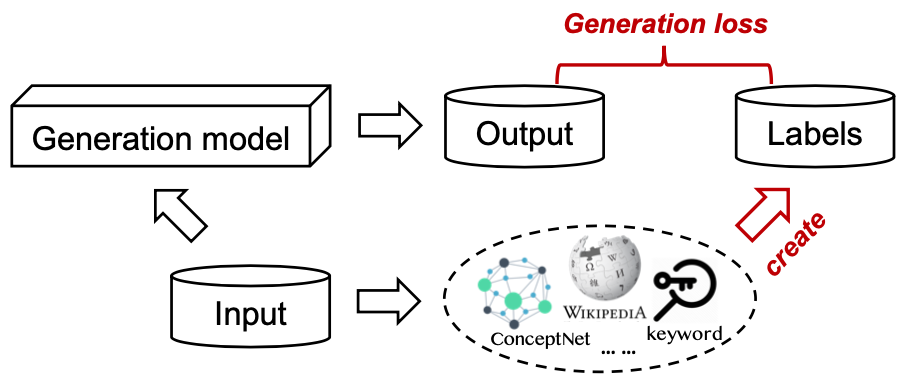 Generation loss
Generation model
Output
Labels
create
Input
Ω W И
WIKIPEDIA
keyword
ConceptNet
... ...